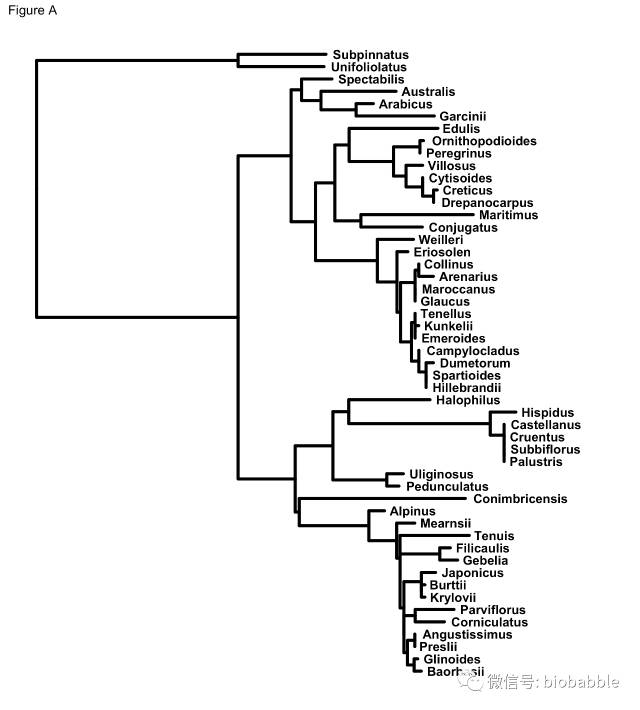 Figure A
Subpinnatus
Unifoliolatus
Spectabilis
Australis
Arabicus
Garcinii
Edulis
Ornithopodioides
Peregrinus
Villosus
Cytisoides
Creticus
Drepanocarpus
Maritimus
Conjugatus
Weilleri
Eriosolen
Collinus
Arenarius
Maroccanus
Glaucus
Tenellus
Kunkelii
Emeroides
Campylocladus
Dumetorum
Spartioides
Hillebrandii
Halophilus
Hispidus
Castellanus
Cruentus
Subbiflorus
Palustris
Uliginosus
Pedunculatus
Conimbricensis
Alpinus
Mearnsii
Tenuis
Filicaulis
Gebelia
Japonicus
Burttii
Krylovii
Parviflorus
Corniculatus
Angustissimus
Preslii
Glinoides
微信号: biobabble